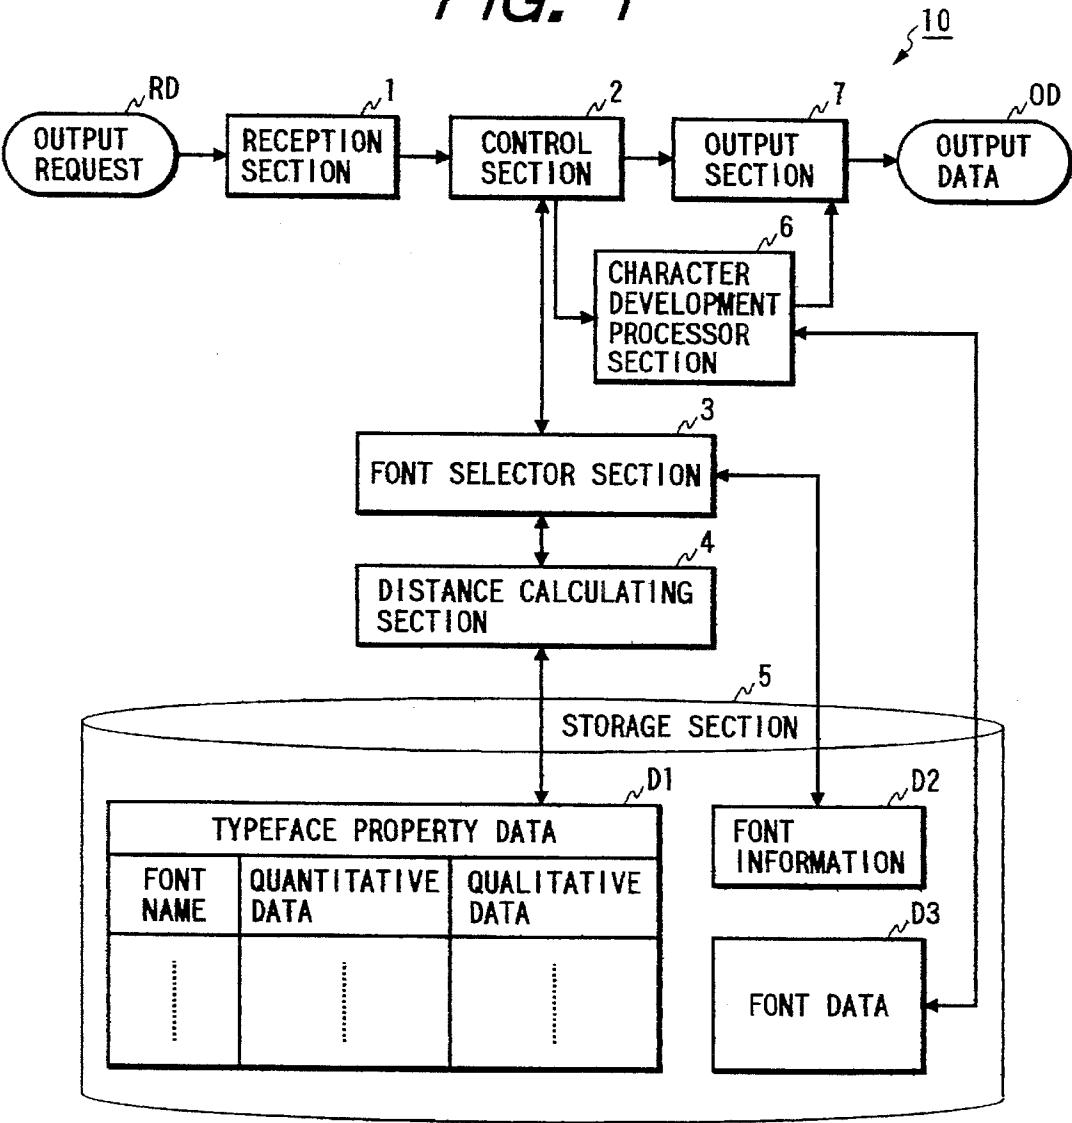 FIG. 1
10
RD
1
2
7
OD
OUTPUT
REQUEST
RECEPTION
SECTION
CONTROL
SECTION
OUTPUT
SECTION
OUTPUT
DATA
6
CHARACTER
DEVELOPMENT
PROCESSOR
SECTION
3
FONT SELECTOR SECTION
4
DISTANCE CALCULATING
SECTION
5
STORAGE SECTION
D1
TYPEFACE PROPERTY DATA
FONT
NAME
QUANTITATIVE
DATA
QUALITATIVE
DATA
D2
FONT
INFORMATION
D3
FONT DATA